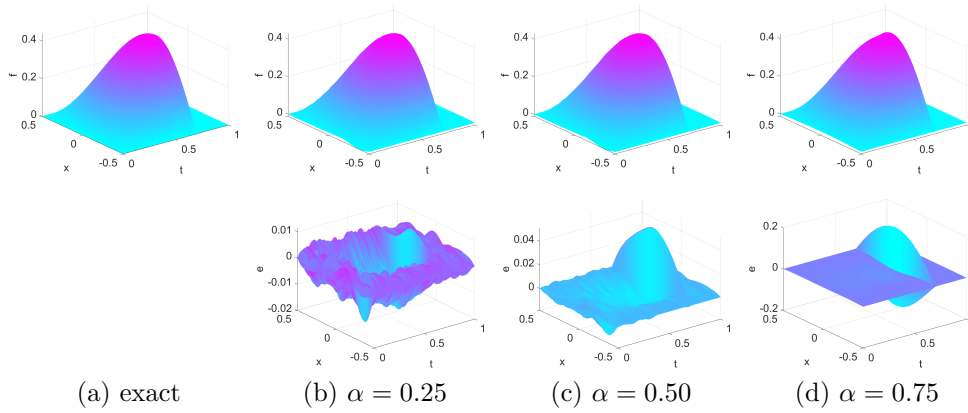 0.4 0.4 0.4 0.4
f f f f
0.2 0.2 0.2 0.2
0 0 0 0
0.5 1 0.5 1 0.5 1 0.5 1
0 0.5 0 0.5 0 0.5 0 0.5
x -0.5 0 t x -0.5 0 t x -0.5 0 t x -0.5 0 t
0.01 0.04 0.2
0 0.02
e -0.01 e 0 e 0
-0.02 -0.2
0.5 1 0.5 1 0.5 1
0 0.5 0 0.5 0 0.5
x -0.5 0 t x -0.5 0 t x -0.5 0 t
(a) exact (b) α = 0.25 (c) α = 0.50 (d) α = 0.75